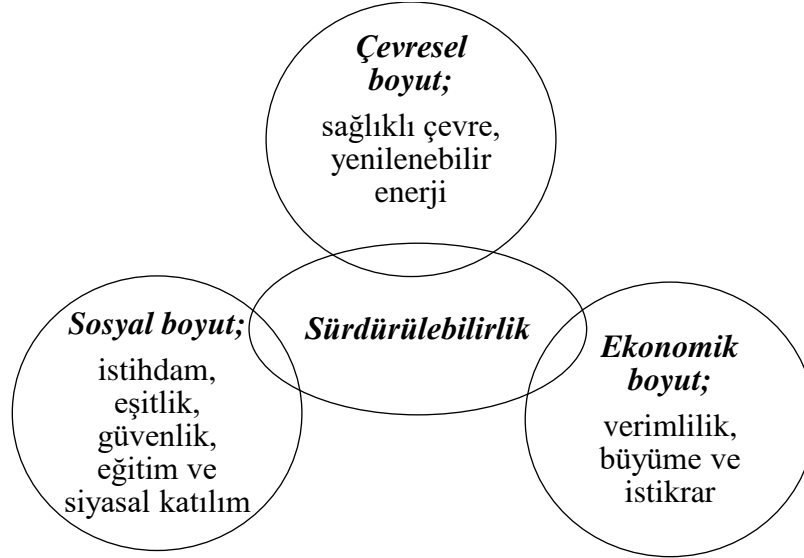 Çevresel
boyut;
sağlıklı çevre,
yenilenebilir
enerji
Sürdürülebilirlik
Sosyal boyut;
istihdam,
eşitlik,
güvenlik,
eğitim ve
siyasal katılım
Ekonomik
boyut;
verimlilik,
büyüme ve
istikrar